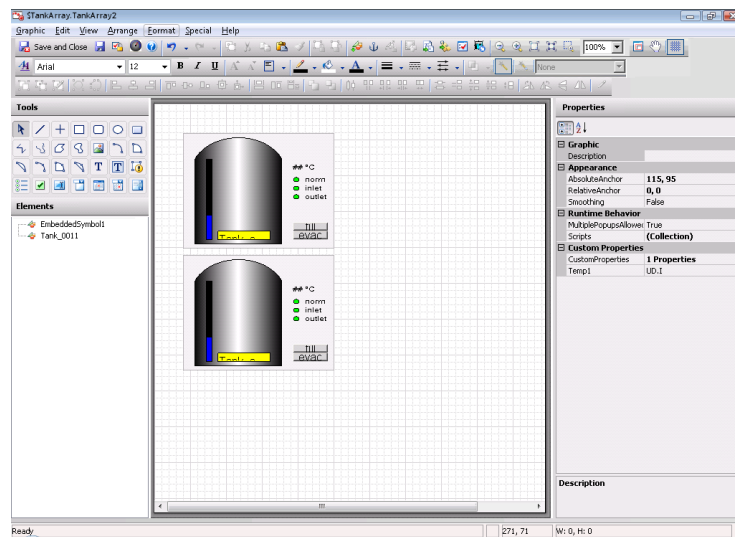 $TankArray.TankArray2
Graphic Edit View Arrange Format Special Help
Save and Close 100%
Arial 12 B I U A None
Tools
T T
Elements
EmbeddedSymbol1
Tank_0011
## °C
norm
inlet
outlet
fill
evac
## °C
norm
inlet
outlet
evac
Properties
Graphic
Description
Appearance
AbsoluteAnchor 115, 95
RelativeAnchor 0, 0
Smoothing False
Runtime Behavior
MultiplePopupsAllowe True
Scripts (Collection)
Custom Properties
CustomProperties 1 Properties
Temp1 UD.I
Description
Ready 271, 71 W: 0, H: 0